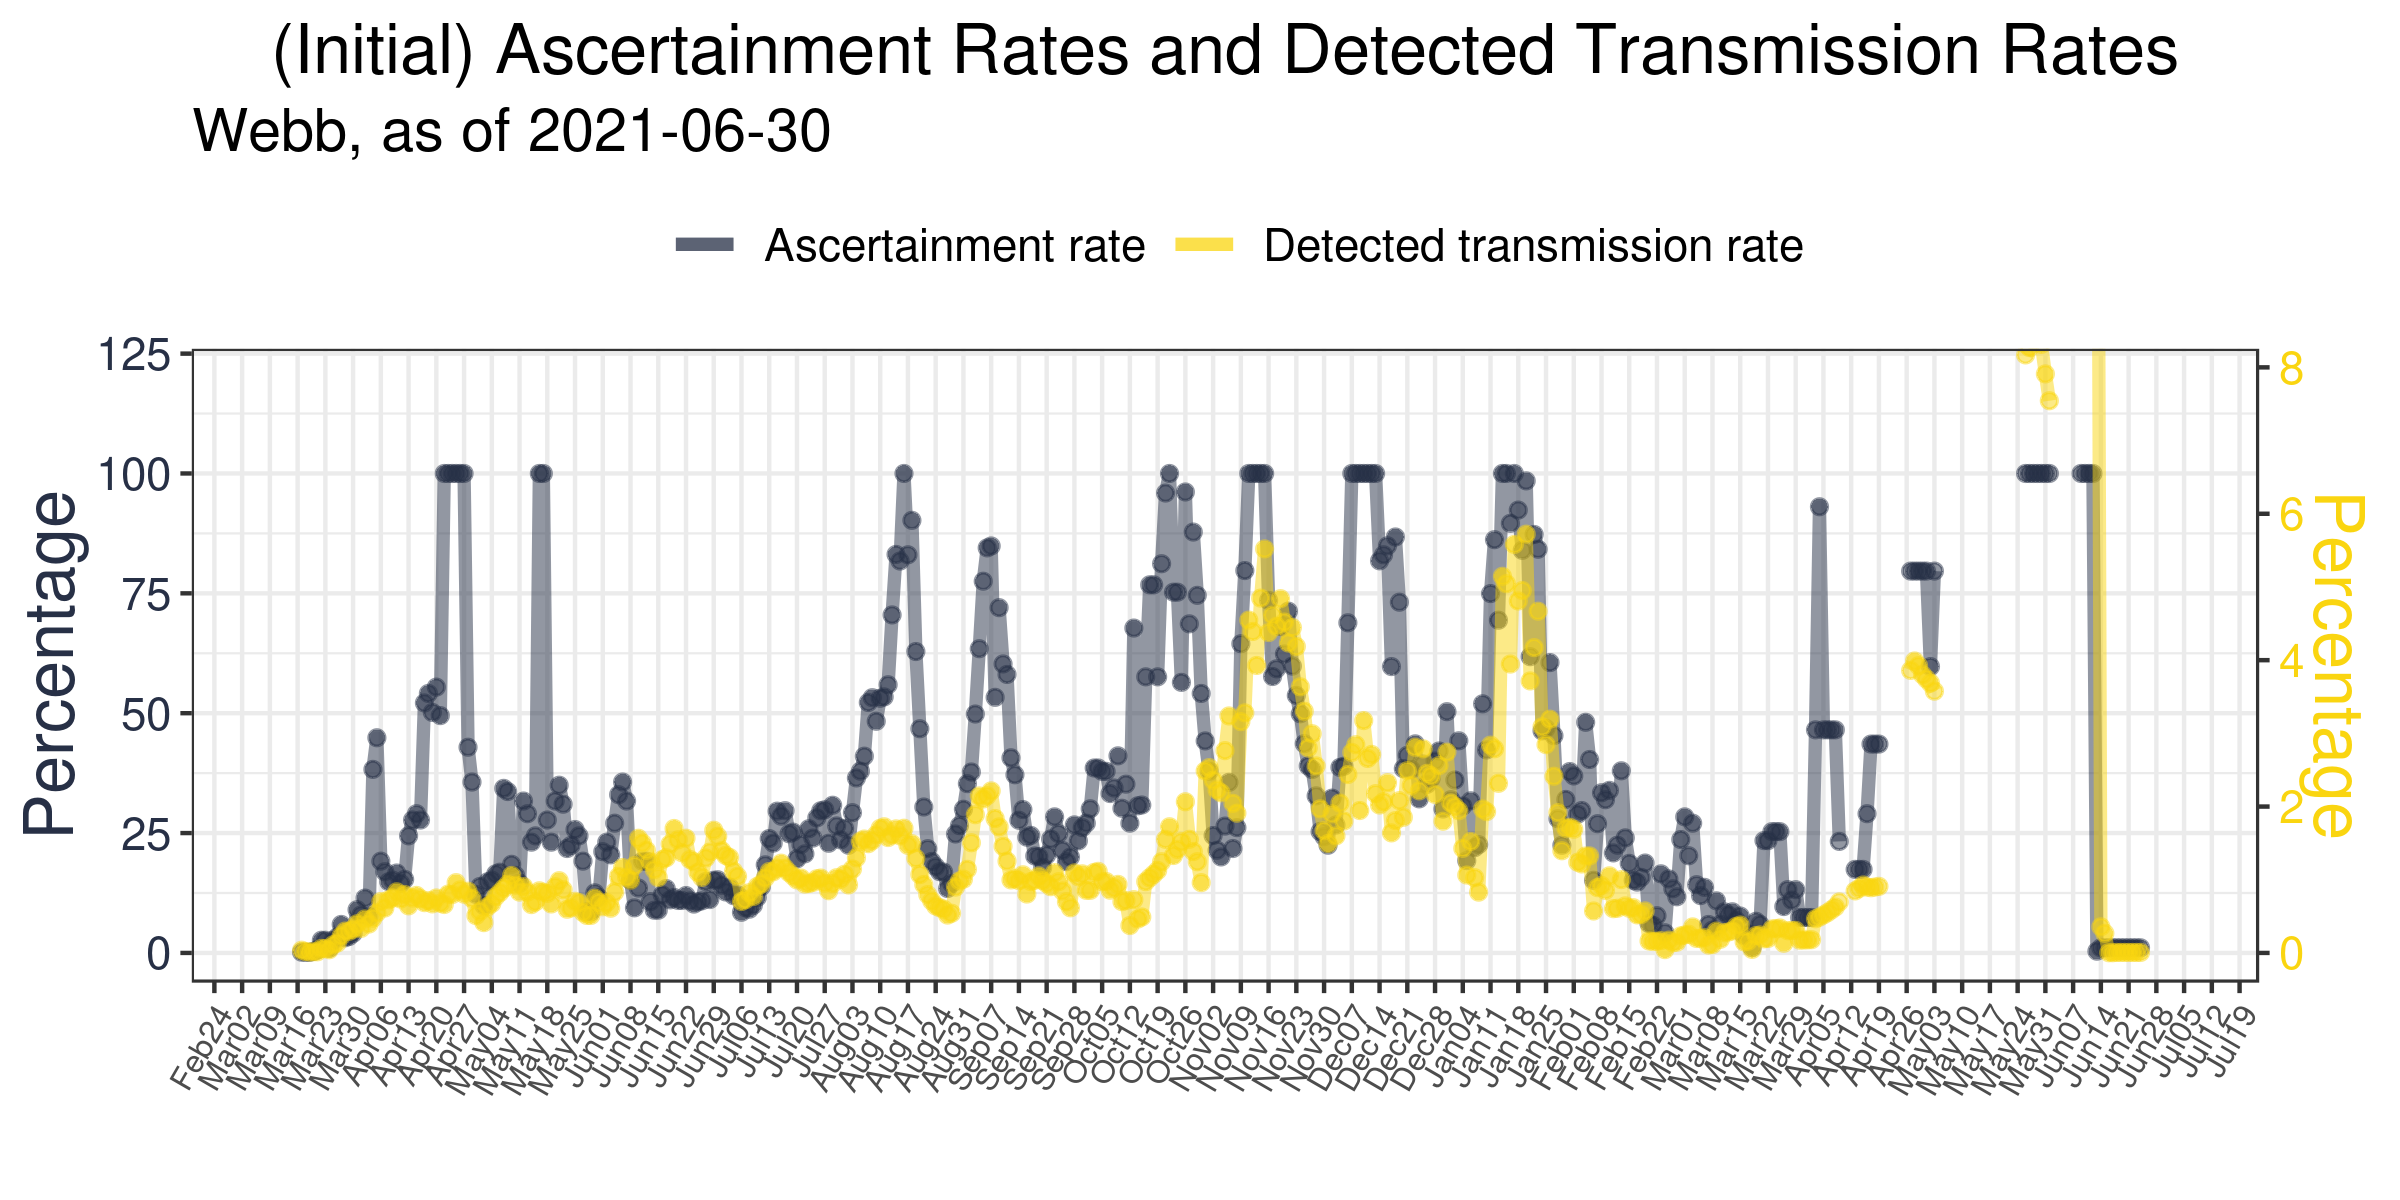 (Initial) Ascertainment Rates and Detected Transmission Rates
Webb, as of 2021-06-30
Ascertainment rate
Detected transmission rate
Percentage
125
100
75
50
25
0
8
6
4
2
0
Percentage
Feb24
Mar02
Mar09
Mar16
Mar23
Mar30
Apr06
Apr13
Apr20
Apr27
May04
May11
May18
May25
Jun01
Jun08
Jun15
Jun22
Jun29
Jul06
Jul13
Jul20
Jul27
Aug03
Aug10
Aug17
Aug24
Aug31
Sep07
Sep14
Sep21
Sep28
Oct05
Oct12
Oct19
Oct26
Nov02
Nov09
Nov16
Nov23
Nov30
Dec07
Dec14
Dec21
Dec28
Jan04
Jan11
Jan18
Jan25
Feb01
Feb08
Feb15
Feb22
Mar01
Mar08
Mar15
Mar22
Mar29
Apr05
Apr12
Apr19
Apr26
May03
May10
May17
May24
May31
Jun07
Jun14
Jun21
Jun28
Jul05
Jul12
Jul19